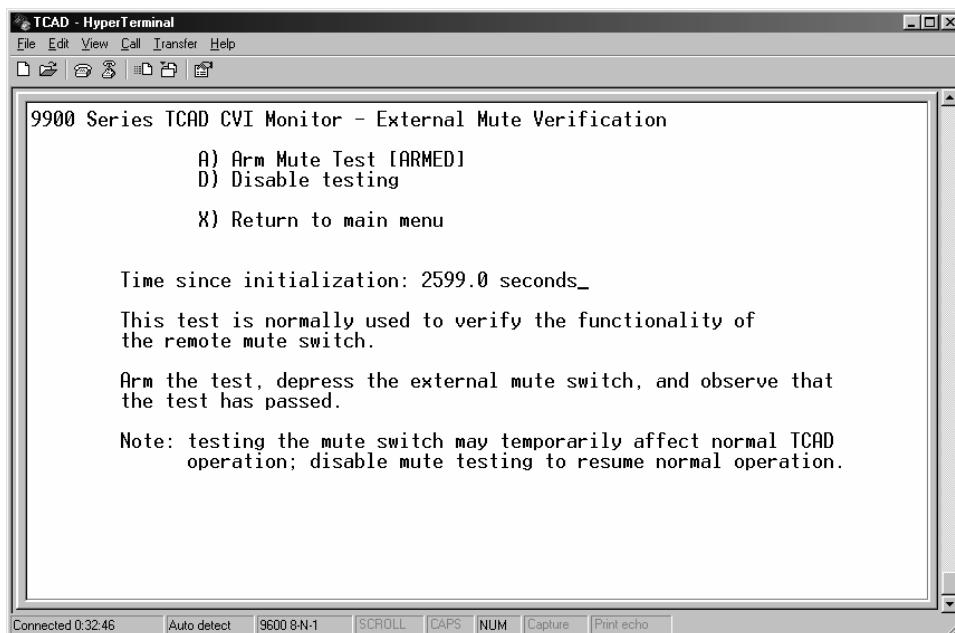 TCAD - HyperTerminal
File Edit View Call Transfer Help
9900 Series TCAD CVI Monitor - External Mute Verification
A) Arm Mute Test [ARMED]
D) Disable testing
X) Return to main menu
Time since initialization: 2599.0 seconds_
This test is normally used to verify the functionality of
the remote mute switch.
Arm the test, depress the external mute switch, and observe that
the test has passed.
Note: testing the mute switch may temporarily affect normal TCAD
operation; disable mute testing to resume normal operation.
Connected 0:32:46 Auto detect 9600 8-N-1 SCROLL CAPS NUM Capture Print echo